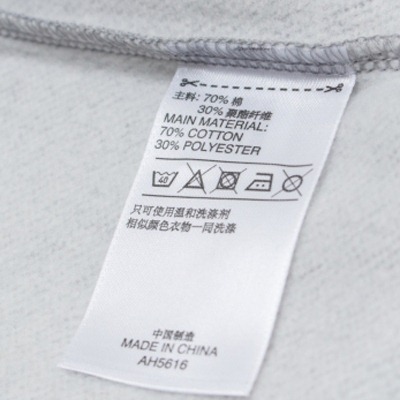 主料: 70% 棉
30% 聚酯纤维
MAIN MATERIAL:
70% COTTON
30% POLYESTER
40
只可使用温和洗涤剂
相似颜色衣物一同洗涤
中国制造
MADE IN CHINA
AH5616